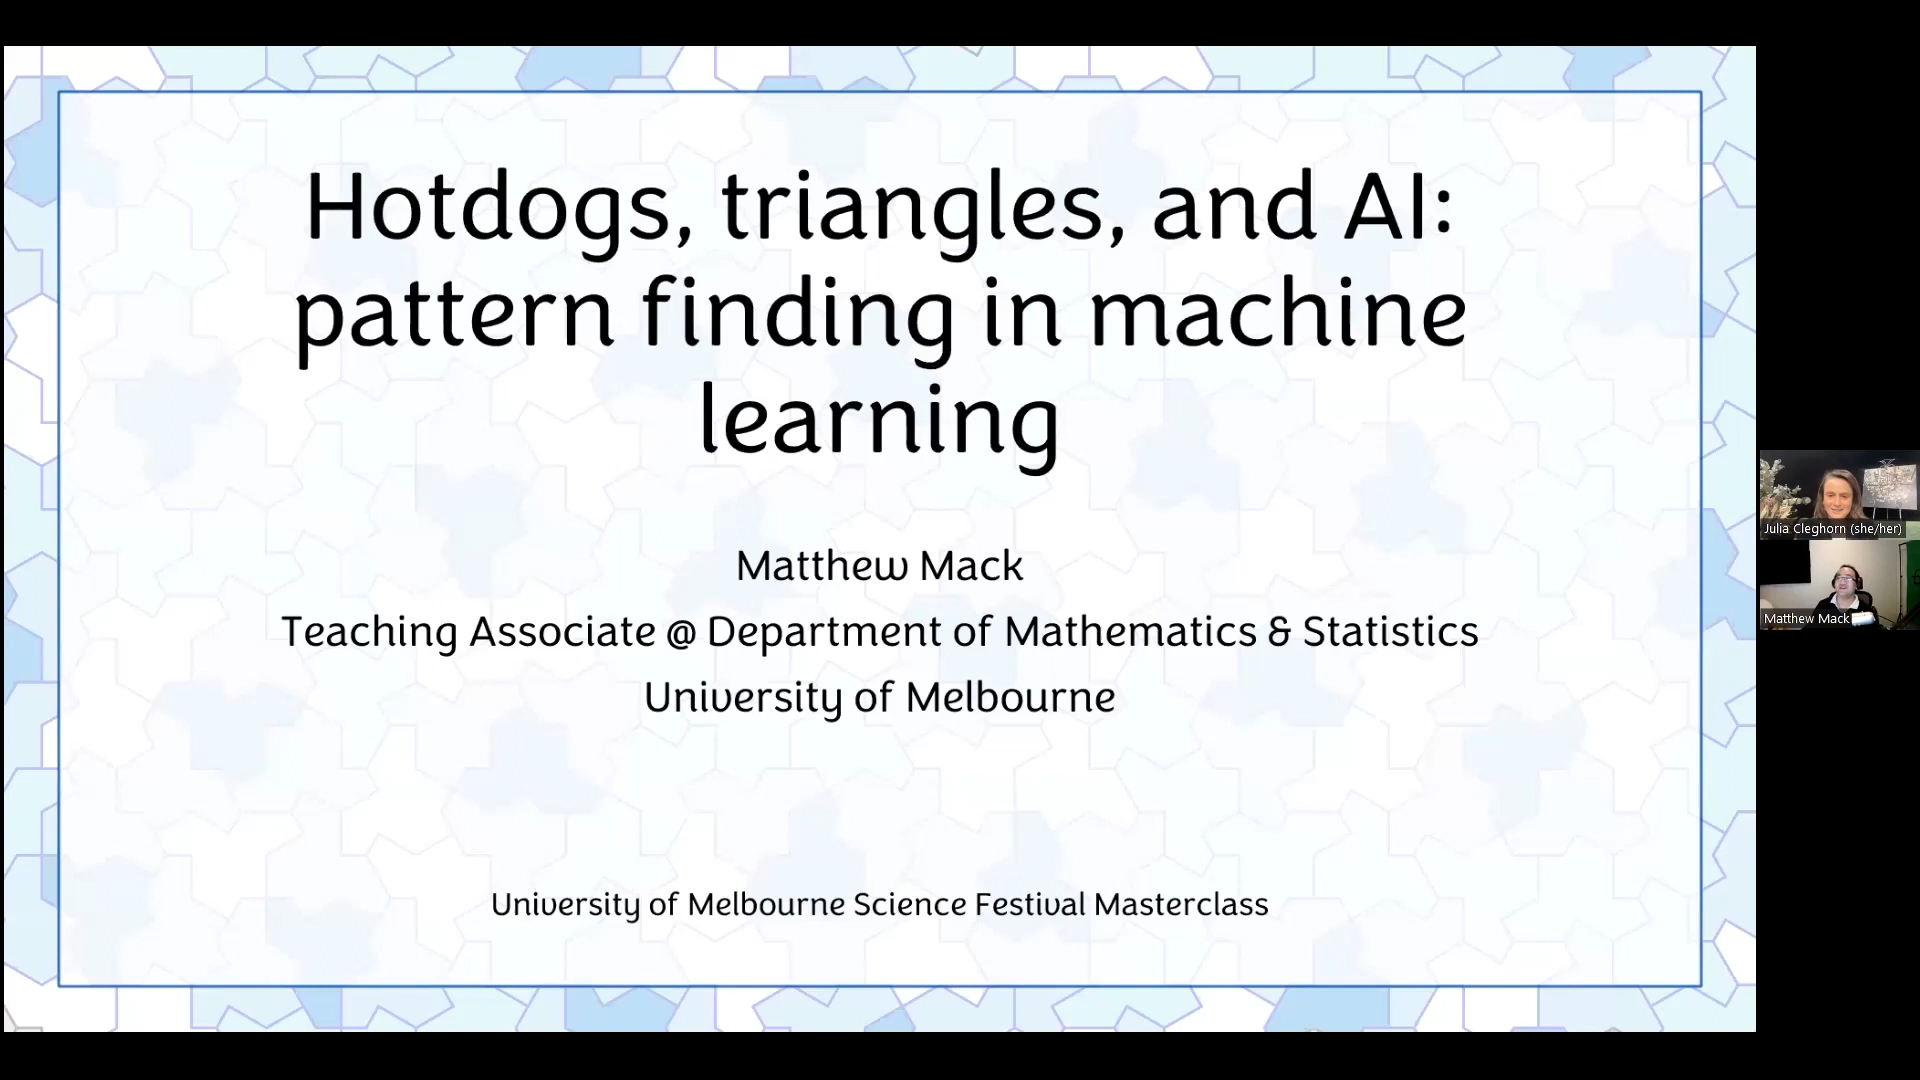 Hotdogs, triangles, and AI:
pattern finding in machine
learning
Matthew Mack
Teaching Associate @ Department of Mathematics & Statistics
University of Melbourne
University of Melbourne Science Festival Masterclass
Julia Cleghorn (she/her)
Matthew Mack